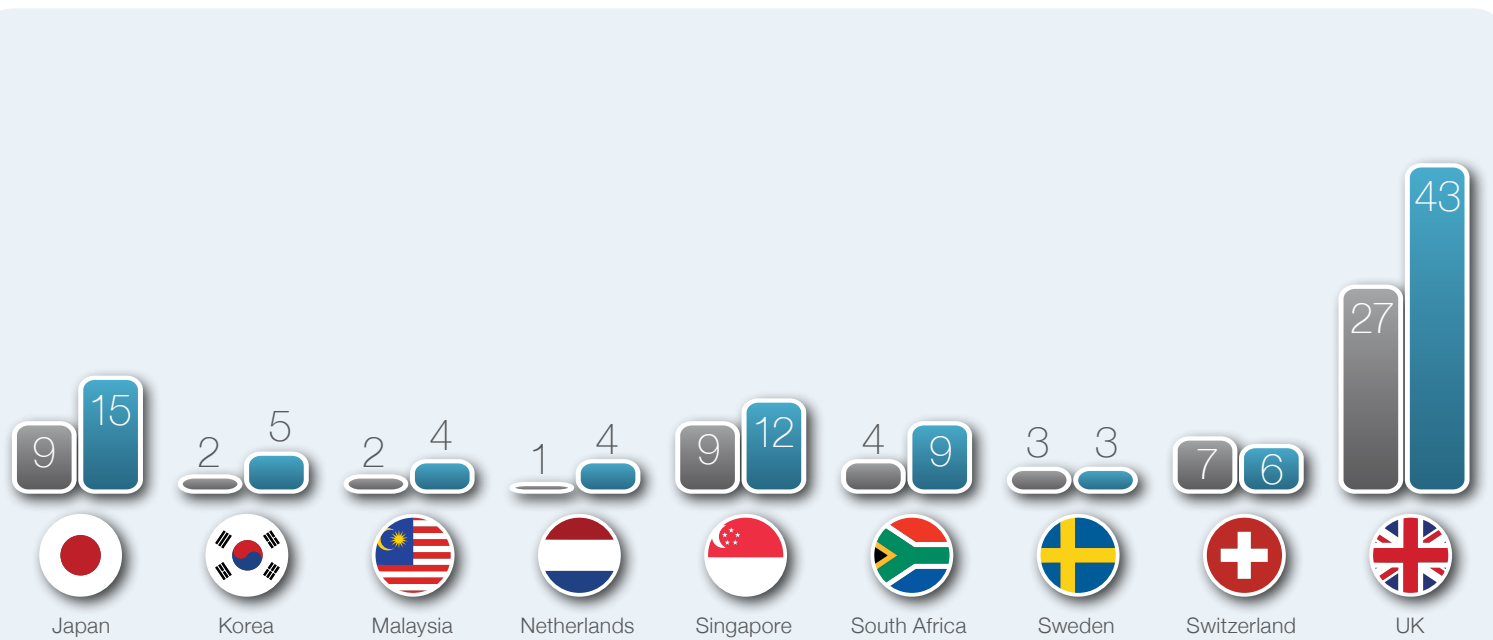 43
27
15
12
5
9
2
2
4
1
4
9
4
9
3
3
7
6
Japan
Korea
Malaysia
Netherlands
Singapore
South Africa
Sweden
Switzerland
UK